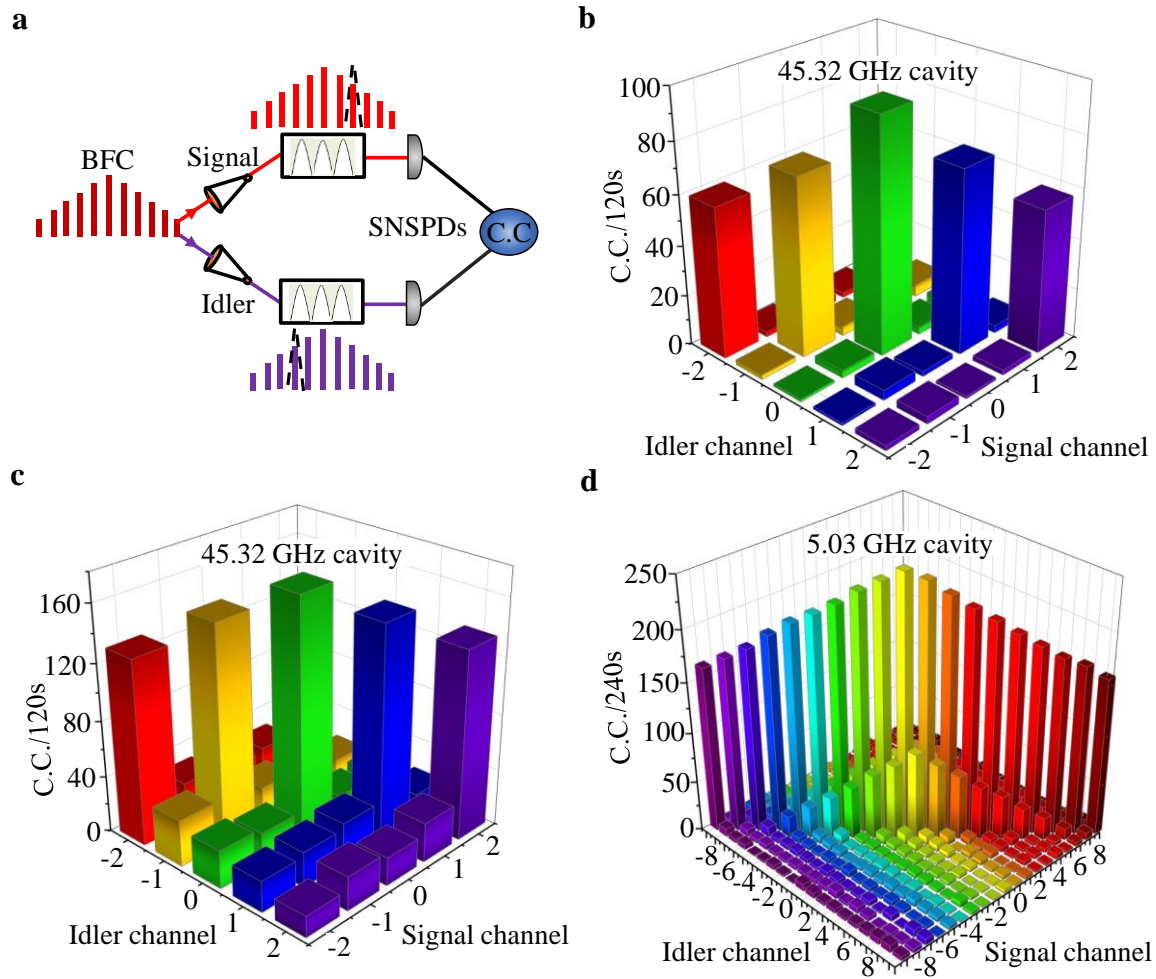 a
BFC
Signal
Idler
SNSPDs
C.C
b
45.32 GHz cavity
C.C./120s
100
80
60
40
20
0
-2
-1
0
1
2
Idler channel
-2
-1
0
1
2
Signal channel
c
45.32 GHz cavity
C.C./120s
160
120
80
40
0
-2
-1
0
1
2
Idler channel
-2
-1
0
1
2
Signal channel
d
5.03 GHz cavity
C.C./240s
250
200
150
100
50
0
-8
-6
-4
-2
0
2
4
6
8
Idler channel
-8
-6
-4
-2
0
2
4
6
8
Signal channel